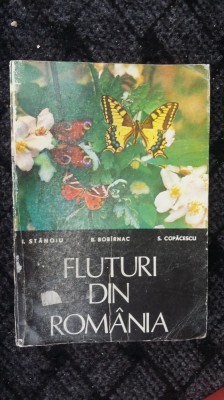 I. STĂNOIU B. BOBÎRNAC S. COPĂCESCU
FLUTURI
DIN
ROMÂNIA